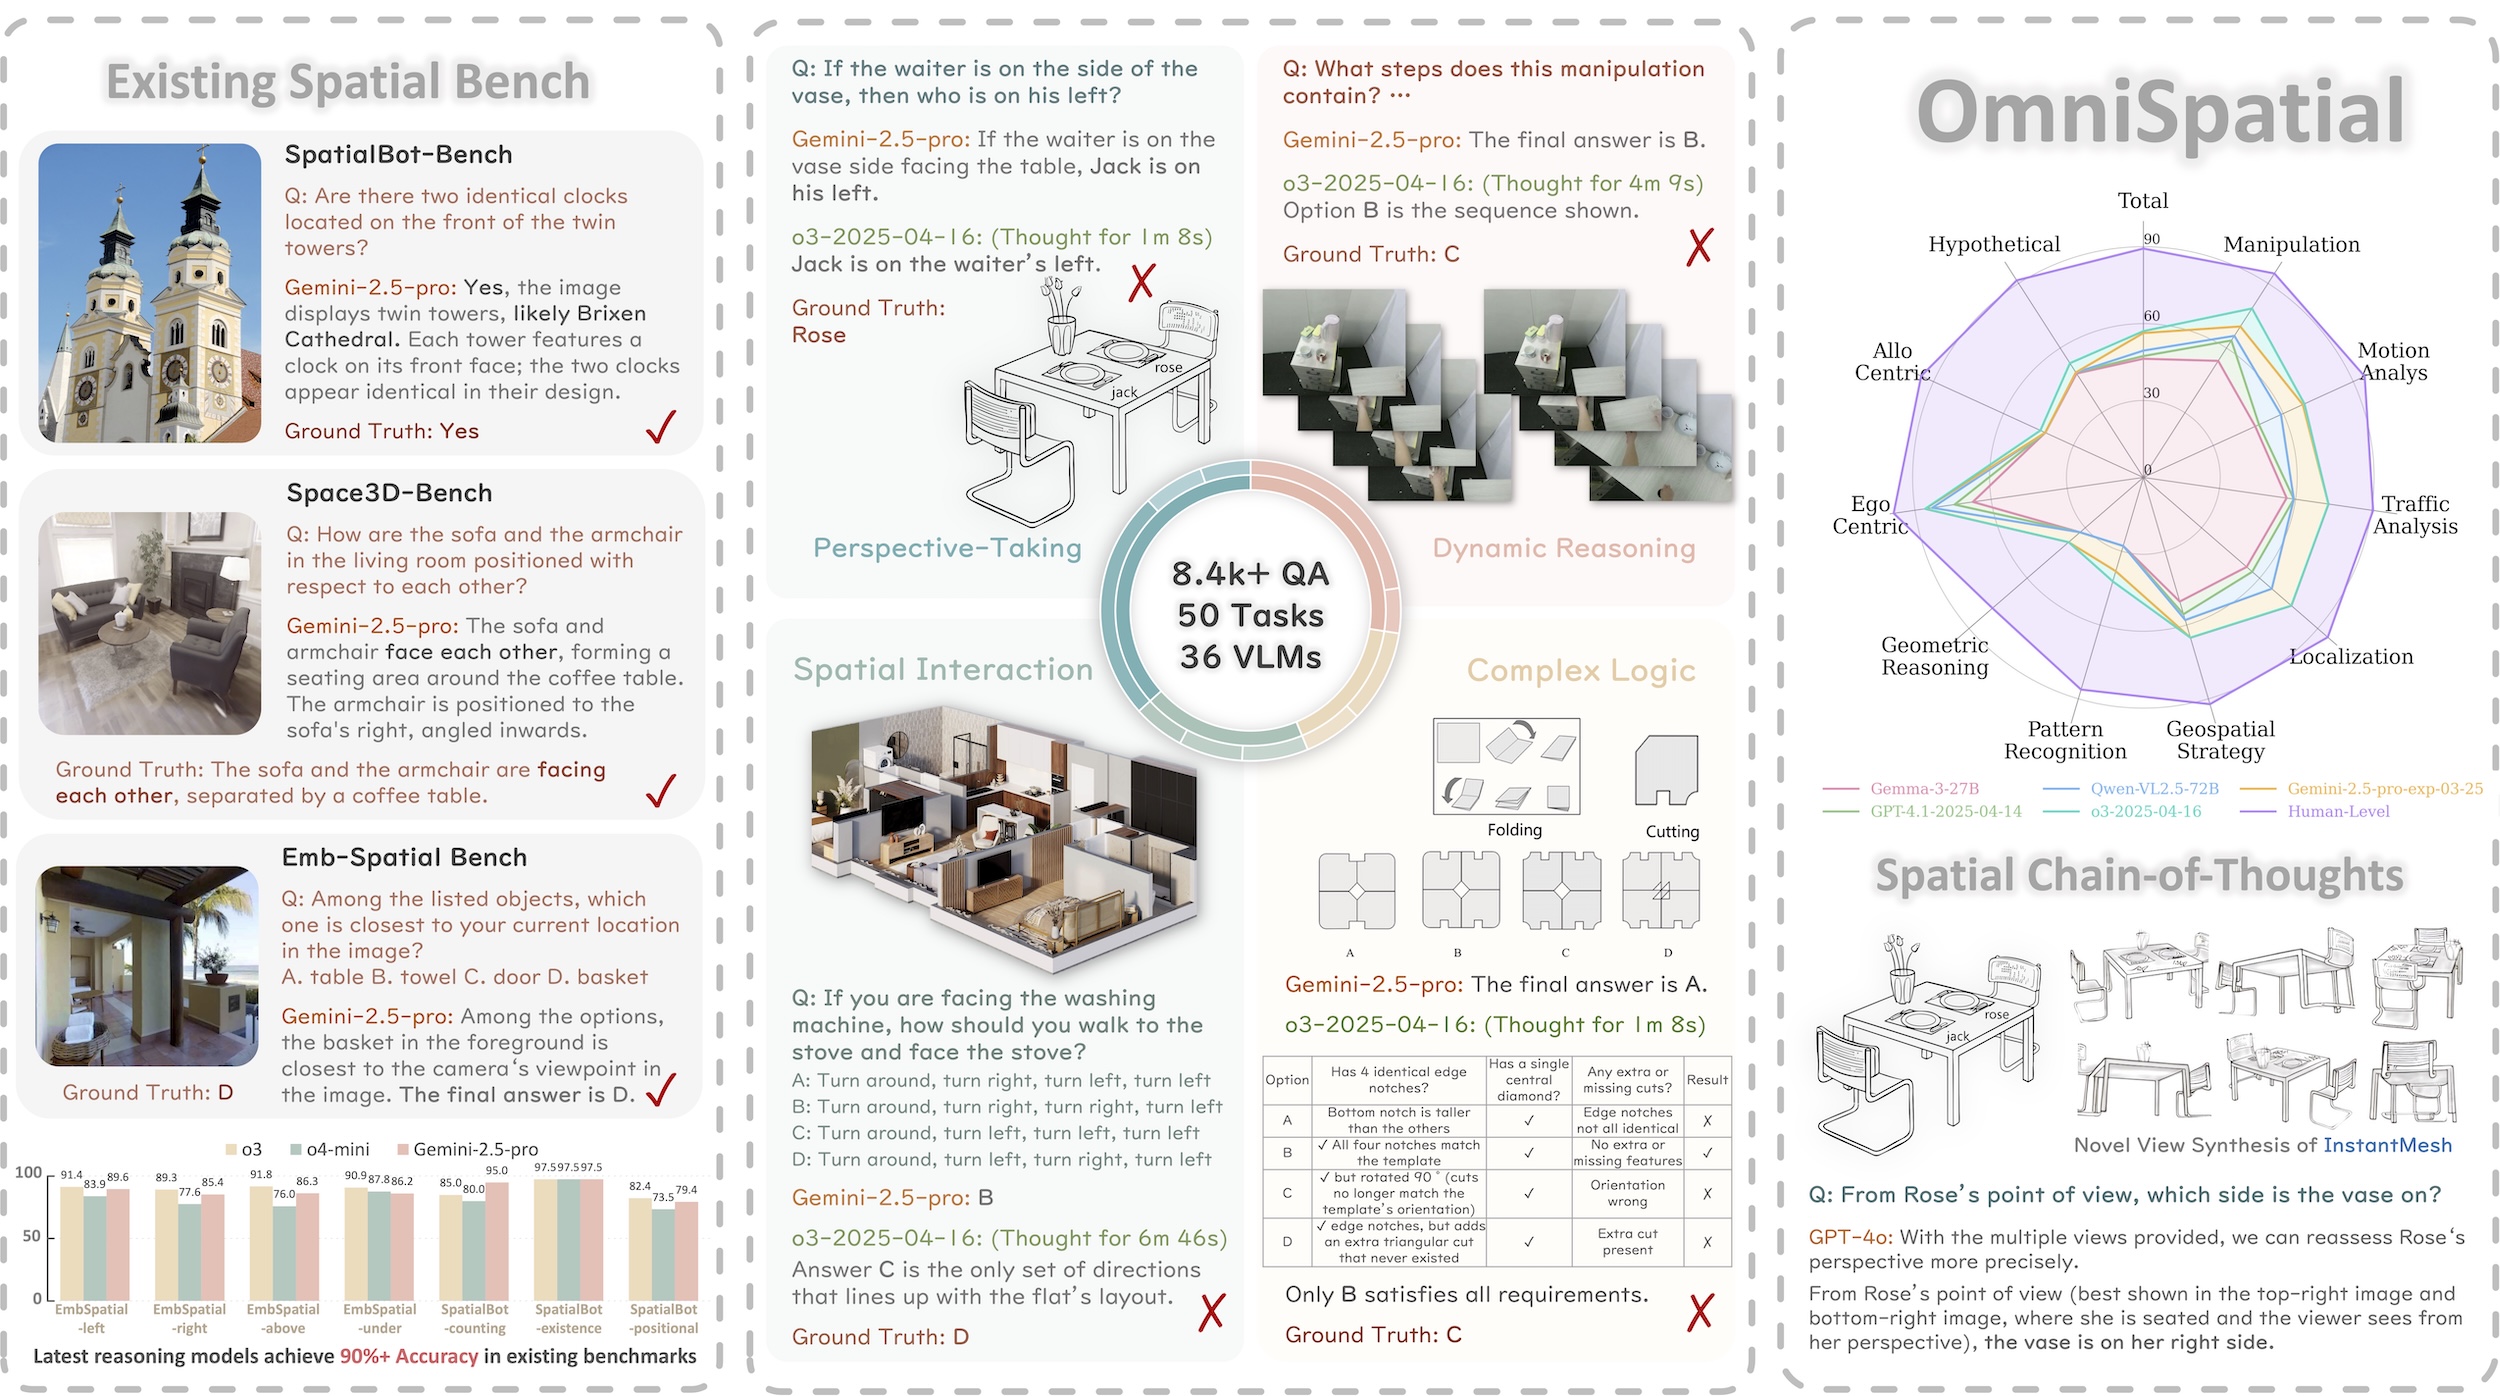 Existing Spatial Bench
SpatialBot-Bench
Q: Are there two identical clocks
located on the front of the twin
towers?
Gemini-2.5-pro: Yes, the image
displays twin towers, likely Brixen
Cathedral. Each tower features a
clock on its front face; the two clocks
appear identical in their design.
Ground Truth: Yes
Space3D-Bench
Q: How are the sofa and the armchair
in the living room positioned with
respect to each other?
Gemini-2.5-pro: The sofa and
armchair face each other, forming a
seating area around the coffee table.
The armchair is positioned to the
sofa's right, angled inwards.
Ground Truth: The sofa and the armchair are facing
each other, separated by a coffee table.
Emb-Spatial Bench
Q: Among the listed objects, which
one is closest to your current location
in the image?
A. table B. towel C. door D. basket
Gemini-2.5-pro: Among the options,
the basket in the foreground is
closest to the camera‘s viewpoint in
the image. The final answer is D.
Ground Truth: D
o3 o4-mini Gemini-2.5-pro
100
50
0
91.4 83.9 89.6
89.3 77.6 85.4
91.8 76.0 86.3
90.9 87.8 86.2
85.0 80.0 95.0
97.5 97.5 97.5
82.4 73.5 79.4
EmbSpatial
-left
EmbSpatial
-right
EmbSpatial
-above
EmbSpatial
-under
SpatialBot
-counting
SpatialBot
-existence
SpatialBot
-positional
Latest reasoning models achieve 90%+ Accuracy in existing benchmarks
Q: If the waiter is on the side of the
vase, then who is on his left?
Gemini-2.5-pro: If the waiter is on the
vase side facing the table, Jack is on
his left.
o3-2025-04-16: (Thought for 1m 8s)
Jack is on the waiter’s left.
Ground Truth:
Rose
rose
jack
Perspective-Taking
Q: What steps does this manipulation
contain? ···
Gemini-2.5-pro: The final answer is B.
o3-2025-04-16: (Thought for 4m 9s)
Option B is the sequence shown.
Ground Truth: C
Dynamic Reasoning
8.4k+ QA
50 Tasks
36 VLMs
Spatial Interaction
Q: If you are facing the washing
machine, how should you walk to the
stove and face the stove?
A: Turn around, turn right, turn left, turn left
B: Turn around, turn right, turn right, turn left
C: Turn around, turn left, turn left, turn left
D: Turn around, turn left, turn right, turn left
Gemini-2.5-pro: B
o3-2025-04-16: (Thought for 6m 46s)
Answer C is the only set of directions
that lines up with the flat’s layout.
Ground Truth: D
Complex Logic
Folding
Cutting
A B C D
Gemini-2.5-pro: The final answer is A.
o3-2025-04-16: (Thought for 1m 8s)
Option
Has 4 identical edge
notches?
Has a single
central
diamond?
Any extra or
missing cuts?
Result
A
Bottom notch is taller
than the others
✓
Edge notches
not all identical
✗
B
✓ All four notches match
the template
✓
No extra or
missing features
✓
C
✓ but rotated 90° (cuts
no longer match the
template’s orientation)
✓
Orientation
wrong
✗
D
✓ edge notches, but adds
an extra triangular cut
that never existed
✓
Extra cut
present
✗
Only B satisfies all requirements.
Ground Truth: C
OmniSpatial
Total
Manipulation
Motion
Analys
Traffic
Analysis
Localization
Geospatial
Strategy
Pattern
Recognition
Geometric
Reasoning
Ego
Centric
Allo
Centric
Hypothetical
90
60
30
0
Gemma-3-27B Qwen-VL2.5-72B Gemini-2.5-pro-exp-03-25
GPT-4.1-2025-04-14 o3-2025-04-16 Human-Level
Spatial Chain-of-Thoughts
rose
jack
Novel View Synthesis of InstantMesh
Q: From Rose’s point of view, which side is the vase on?
GPT-4o: With the multiple views provided, we can reassess Rose‘s
perspective more precisely.
From Rose’s point of view (best shown in the top-right image and
bottom-right image, where she is seated and the viewer sees from
her perspective), the vase is on her right side.